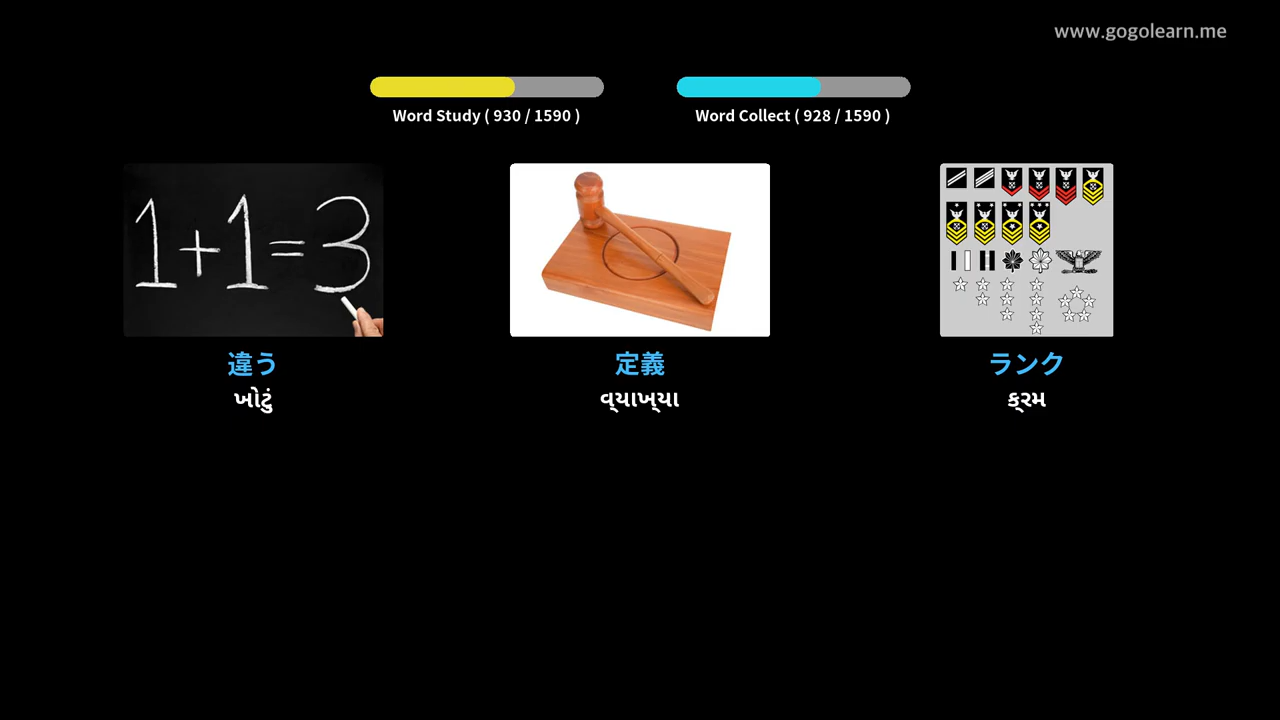 www.gogolearn.me
Word Study ( 930 / 1590 )
Word Collect ( 928 / 1590 )
1+1=3
違う
定義
ランク
ખોટું
વ્યાખ્યા
ક્રમ